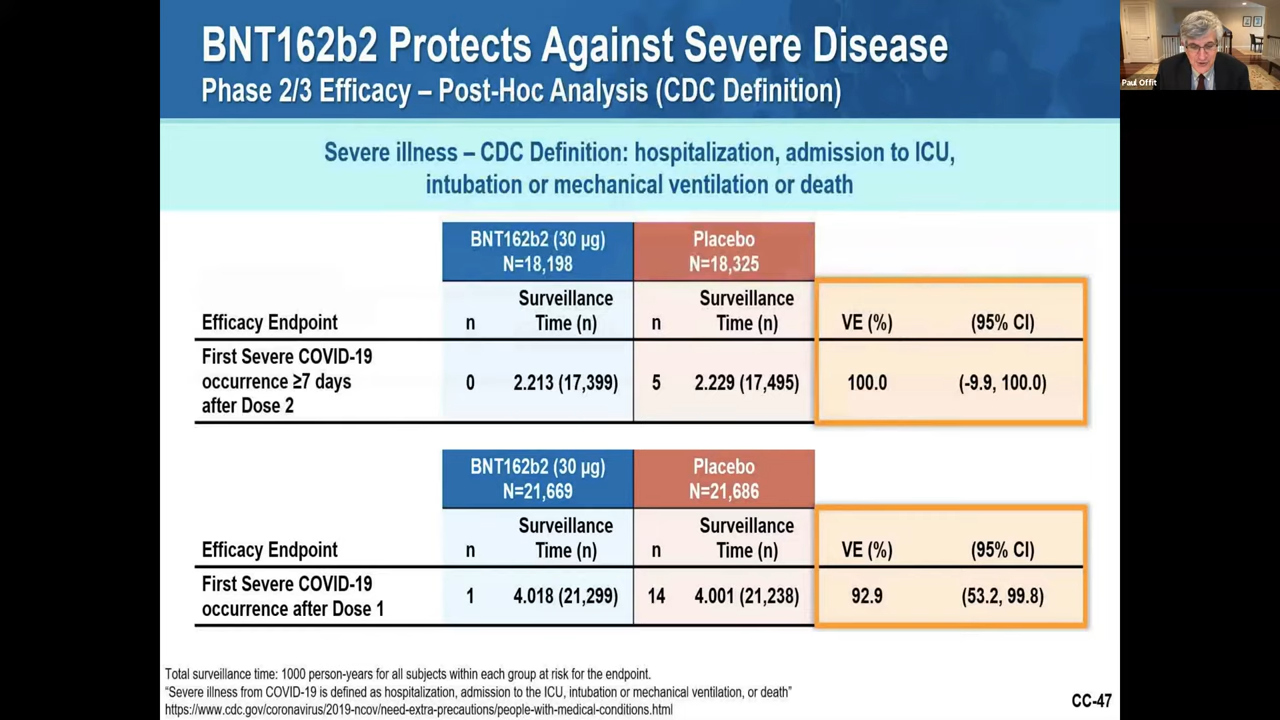 BNT162b2 Protects Against Severe Disease
Phase 2/3 Efficacy – Post-Hoc Analysis (CDC Definition)
Paul Offit
Severe illness – CDC Definition: hospitalization, admission to ICU,
intubation or mechanical ventilation or death
BNT162b2 (30 µg)
N=18,198
Placebo
N=18,325
Efficacy Endpoint
n
Surveillance
Time (n)
n
Surveillance
Time (n)
VE (%)
(95% CI)
First Severe COVID-19
occurrence ≥7 days
after Dose 2
0
2.213 (17,399)
5
2.229 (17,495)
100.0
(-9.9, 100.0)
BNT162b2 (30 µg)
N=21,669
Placebo
N=21,686
Efficacy Endpoint
n
Surveillance
Time (n)
n
Surveillance
Time (n)
VE (%)
(95% CI)
First Severe COVID-19
occurrence after Dose 1
1
4.018 (21,299)
14
4.001 (21,238)
92.9
(53.2, 99.8)
Total surveillance time: 1000 person-years for all subjects within each group at risk for the endpoint.
“Severe illness from COVID-19 is defined as hospitalization, admission to the ICU, intubation or mechanical ventilation, or death”
https://www.cdc.gov/coronavirus/2019-ncov/need-extra-precautions/people-with-medical-conditions.html
CC-47